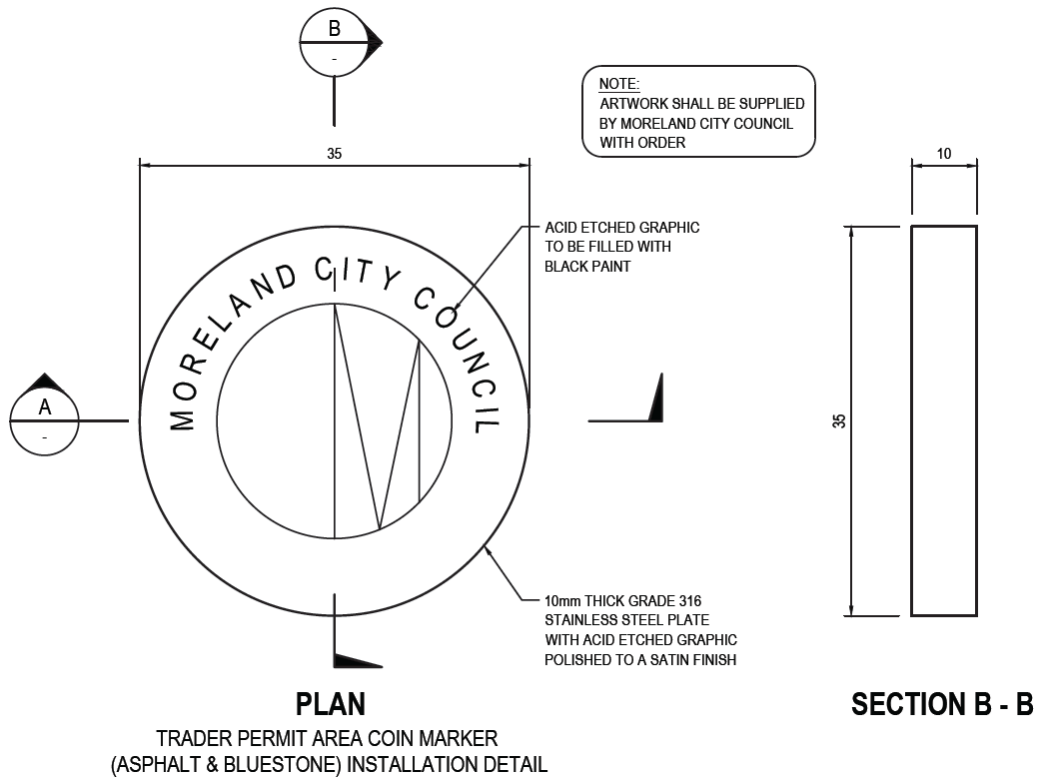 B
-
NOTE:
ARTWORK SHALL BE SUPPLIED
BY MORELAND CITY COUNCIL
WITH ORDER
35
10
ACID ETCHED GRAPHIC
TO BE FILLED WITH
BLACK PAINT
MORELAND CITY COUNCIL
A
-
35
10mm THICK GRADE 316
STAINLESS STEEL PLATE
WITH ACID ETCHED GRAPHIC
POLISHED TO A SATIN FINISH
PLAN
TRADER PERMIT AREA COIN MARKER
(ASPHALT & BLUESTONE) INSTALLATION DETAIL
SECTION B - B